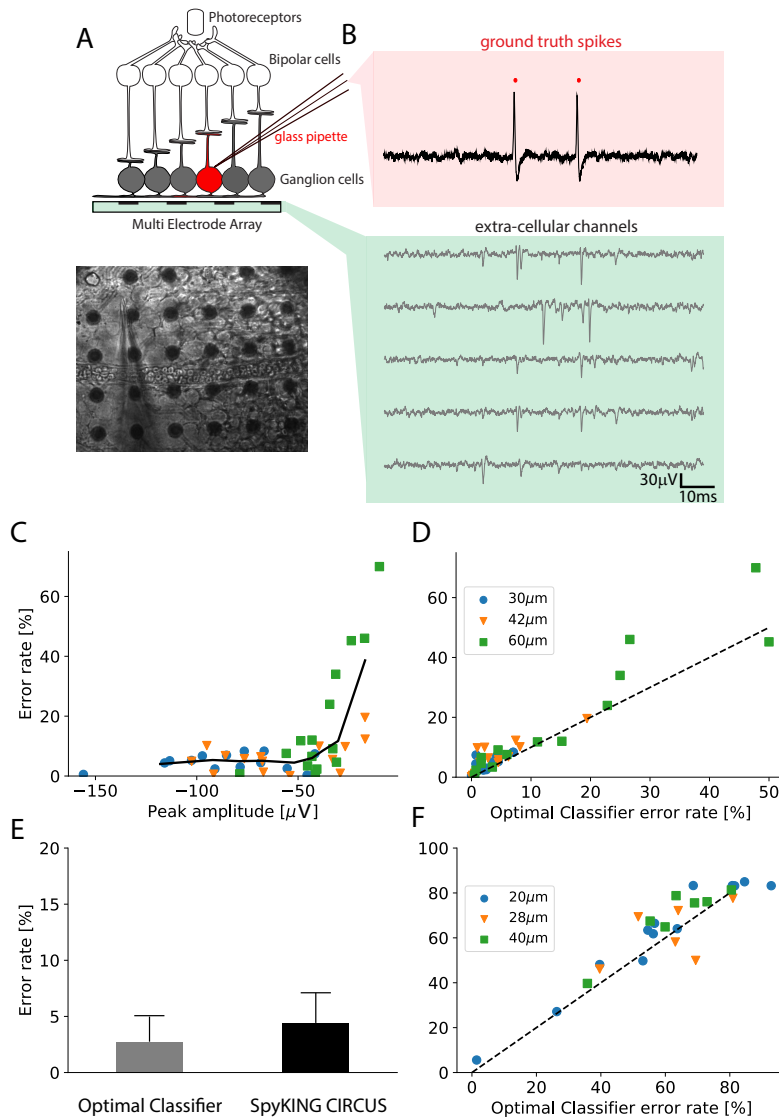 A
Photoreceptors
Bipolar cells
glass pipette
Ganglion cells
Multi Electrode Array
B
ground truth spikes
extra-cellular channels
30μV
10ms
C
Error rate [%]
60
40
20
0
−150
−100
−50
Peak amplitude [μV]
D
60
40
20
0
30μm
42μm
60μm
0
10
20
30
40
50
Optimal Classifier error rate [%]
E
Error rate [%]
20
15
10
5
0
Optimal Classifier
SpyKING CIRCUS
F
100
80
60
40
20
0
20μm
28μm
40μm
0
20
40
60
80
Optimal Classifier error rate [%]